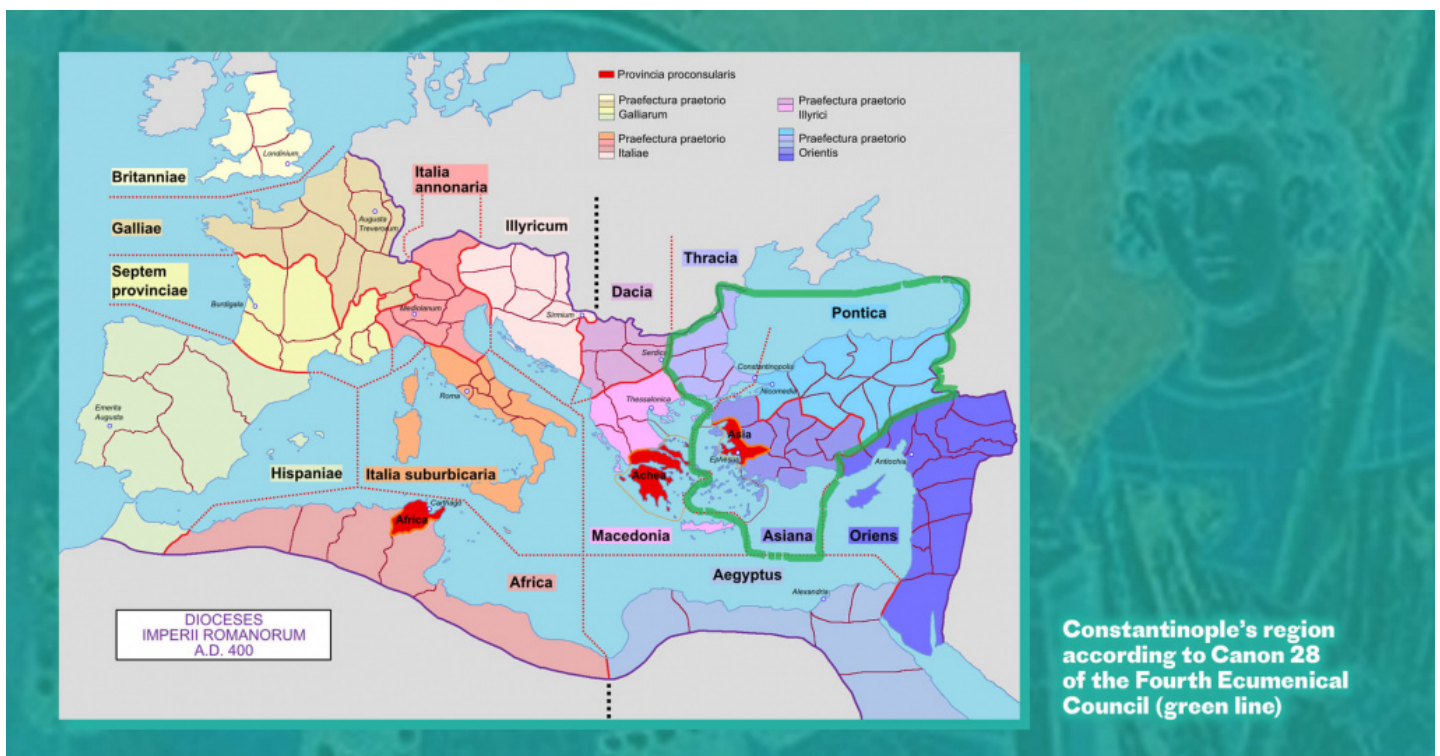 Provincia proconsularis
Praefectura praetorio
Galliarum
Praefectura praetorio
Italiae
Praefectura praetorio
Illyrici
Praefectura praetorio
Orientis
Britanniae
Londinium
Galliae
Augusta
Treverorum
Septem
provinciae
Burdigala
Italia
annonaria
Mediolanum
Illyricum
Sirmium
Dacia
Serdica
Thracia
Pontica
Constantinopolis
Nicomedia
Thessalonica
Roma
Emerita
Augusta
Hispaniae
Italia suburbicaria
Carthago
Africa
Africa
Achea
Asia
Ephesus
Macedonia
Asiana
Antiochia
Oriens
Aegyptus
Alexandria
DIOCESES
IMPERII ROMANORUM
A.D. 400
Constantinople's region
according to Canon 28
of the Fourth Ecumenical
Council (green line)